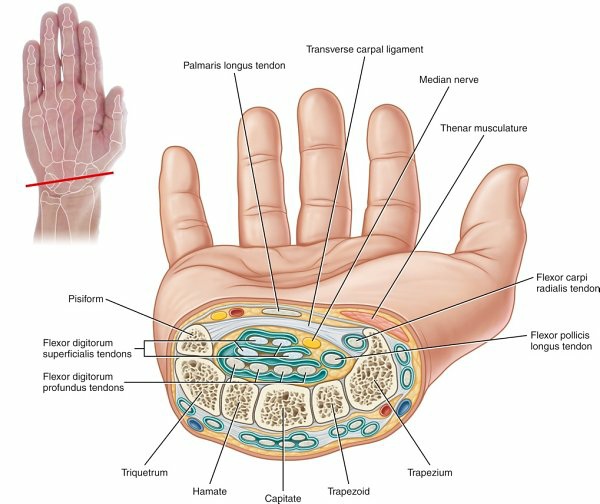 Transverse carpal ligament
Palmaris longus tendon
Median nerve
Thenar musculature
Flexor carpi
radialis tendon
Pisiform
Flexor pollicis
longus tendon
Flexor digitorum
superficialis tendons
Flexor digitorum
profundus tendons
Triquetrum
Trapezium
Hamate
Trapezoid
Capitate